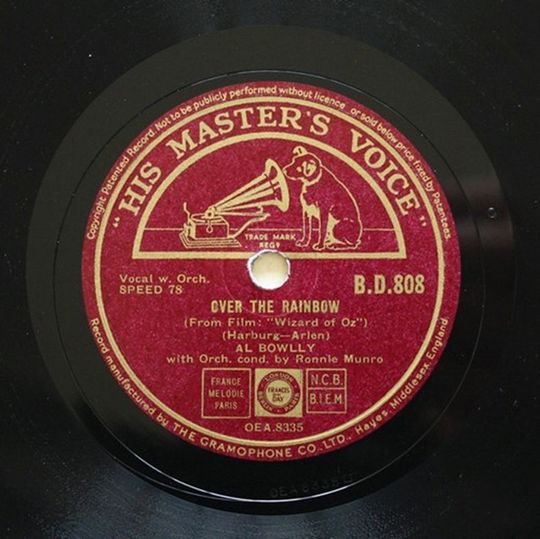 Copyright Patented Record. Not to be publicly performed without licence or sold below price fixed by Patentees.
"HIS MASTER'S VOICE"
TRADE MARK
REGD
Vocal w. Orch.
SPEED 78
B.D.808
OVER THE RAINBOW
(From Film: "Wizard of Oz")
(Harburg—Arlen)
AL BOWLLY
with Orch. cond. by Ronnie Munro
FRANCE
MELODIE
PARIS
FRANCIS
DAY
N.C.B.
B.I.E.M
OEA.8335
Record manufactured by THE GRAMOPHONE CO. LTD., Hayes, Middlesex, England.